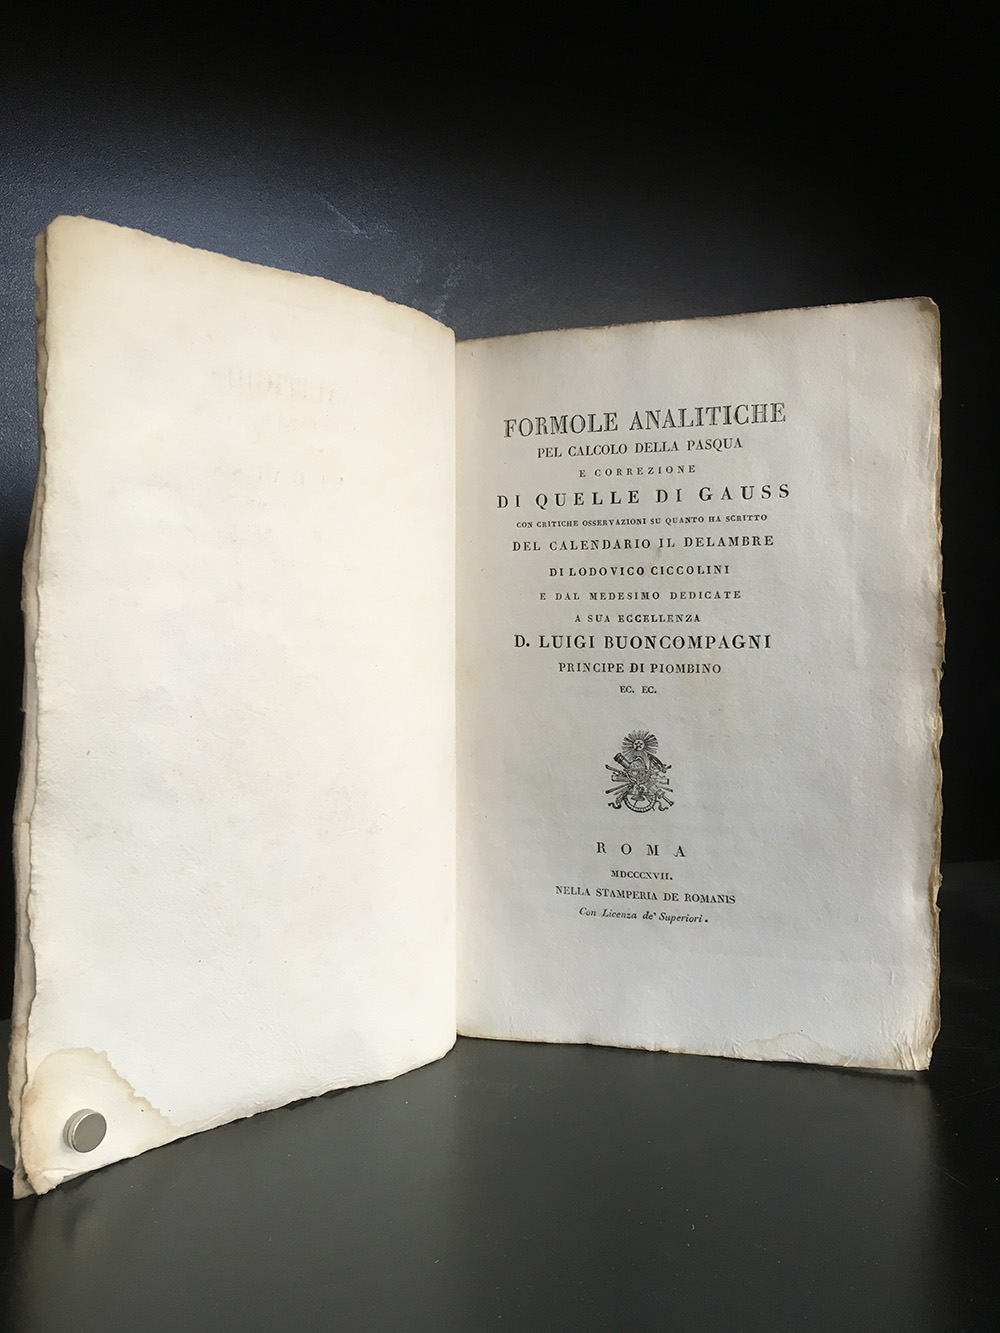 FORMOLE ANALITICHE
PEL CALCOLO DELLA PASQUA
E CORREZIONE
DI QUELLE DI GAUSS
CON CRITICHE OSSERVAZIONI SU QUANTO HA SCRITTO
DEL CALENDARIO IL DELAMBRE
DI LODOVICO CICCOLINI
E DAL MEDESIMO DEDICATE
A SUA ECCELLENZA
D. LUIGI BUONCOMPAGNI
PRINCIPE DI PIOMBINO
EC. EC.
ROMA
MDCCCXVII.
NELLA STAMPERIA DE ROMANIS
Con Licenza de' Superiori.